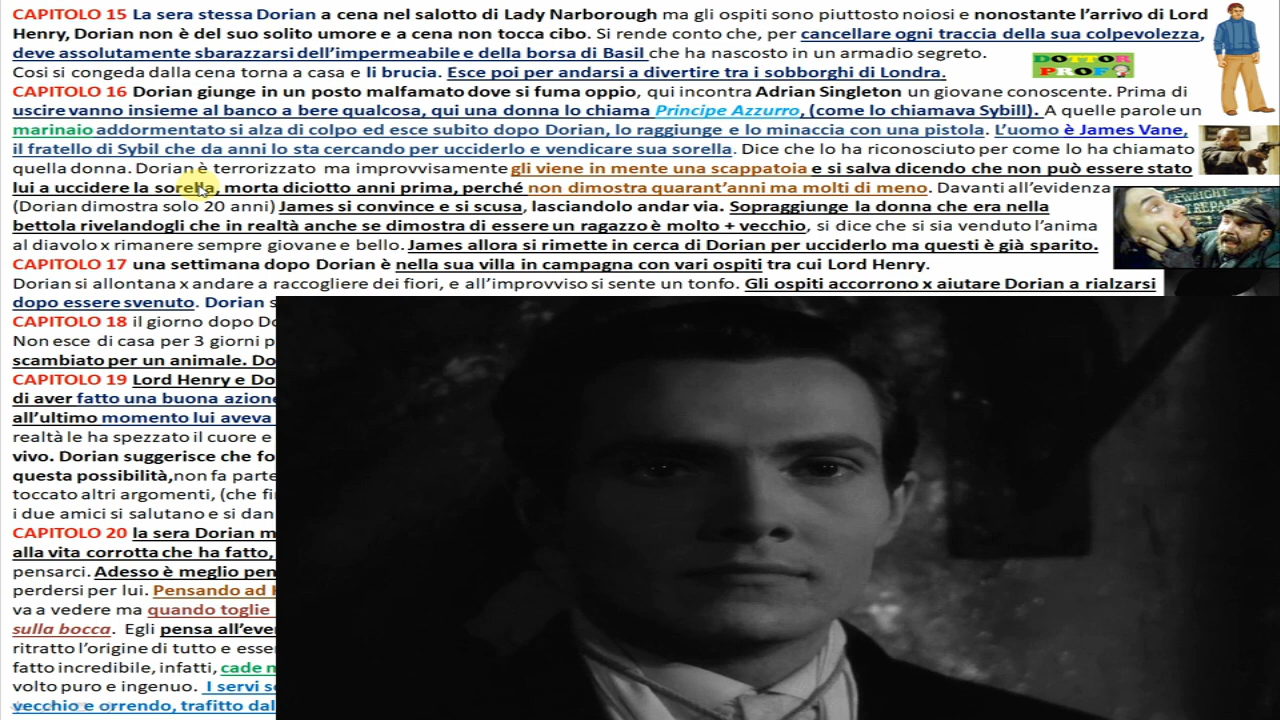 CAPITOLO 15 La sera stessa Dorian a cena nel salotto di Lady Narborough ma gli ospiti sono piuttosto noiosi e nonostante l'arrivo di Lord
Henry, Dorian non è del suo solito umore e a cena non tocca cibo. Si rende conto che, per cancellare ogni traccia della sua colpevolezza,
deve assolutamente sbarazzarsi dell'impermeabile e della borsa di Basil che ha nascosto in un armadio segreto.
Cosi si congeda dalla cena torna a casa e li brucia. Esce poi per andarsi a divertire tra i sobborghi di Londra.
DOTTOR
PROF
CAPITOLO 16 Dorian giunge in un posto malfamato dove si fuma oppio, qui incontra Adrian Singleton un giovane conoscente. Prima di
uscire vanno insieme al banco a bere qualcosa, qui una donna lo chiama Principe Azzurro, (come lo chiamava Sybill). A quelle parole un
marinaio addormentato si alza di colpo ed esce subito dopo Dorian, lo raggiunge e lo minaccia con una pistola. L'uomo è James Vane,
il fratello di Sybil che da anni lo sta cercando per ucciderlo e vendicare sua sorella. Dice che lo ha riconosciuto per come lo ha chiamato
quella donna. Dorian è terrorizzato ma improvvisamente gli viene in mente una scappatoia e si salva dicendo che non può essere stato
lui a uccidere la sorella, morta diciotto anni prima, perché non dimostra quarant'anni ma molti di meno. Davanti all'evidenza
(Dorian dimostra solo 20 anni) James si convince e si scusa, lasciandolo andar via. Sopraggiunge la donna che era nella
bettola rivelandogli che in realtà anche se dimostra di essere un ragazzo è molto + vecchio, si dice che si sia venduto l'anima
al diavolo x rimanere sempre giovane e bello. James allora si rimette in cerca di Dorian per ucciderlo ma questi è già sparito.
CAPITOLO 17 una settimana dopo Dorian è nella sua villa in campagna con vari ospiti tra cui Lord Henry.
Dorian si allontana x andare a raccogliere dei fiori, e all'improvviso si sente un tonfo. Gli ospiti accorrono x aiutare Dorian a rialzarsi
dopo essere svenuto. Dorian s
CAPITOLO 18 il giorno dopo Do
Non esce di casa per 3 giorni p
scambiato per un animale. Do
CAPITOLO 19 Lord Henry e Do
di aver fatto una buona azione
all'ultimo momento lui aveva
realtà le ha spezzato il cuore e
vivo. Dorian suggerisce che fo
questa possibilità, non fa parte
toccato altri argomenti, (che fi
i due amici si salutano e si dan
CAPITOLO 20 la sera Dorian m
alla vita corrotta che ha fatto,
pensarci. Adesso è meglio pen
perdersi per lui. Pensando ad
va a vedere ma quando toglie
sulla bocca. Egli pensa all'eve
ritratto l'origine di tutto e esse
fatto incredibile, infatti, cade
volto puro e ingenuo. I servi
vecchio e orrendo, trafitto dal